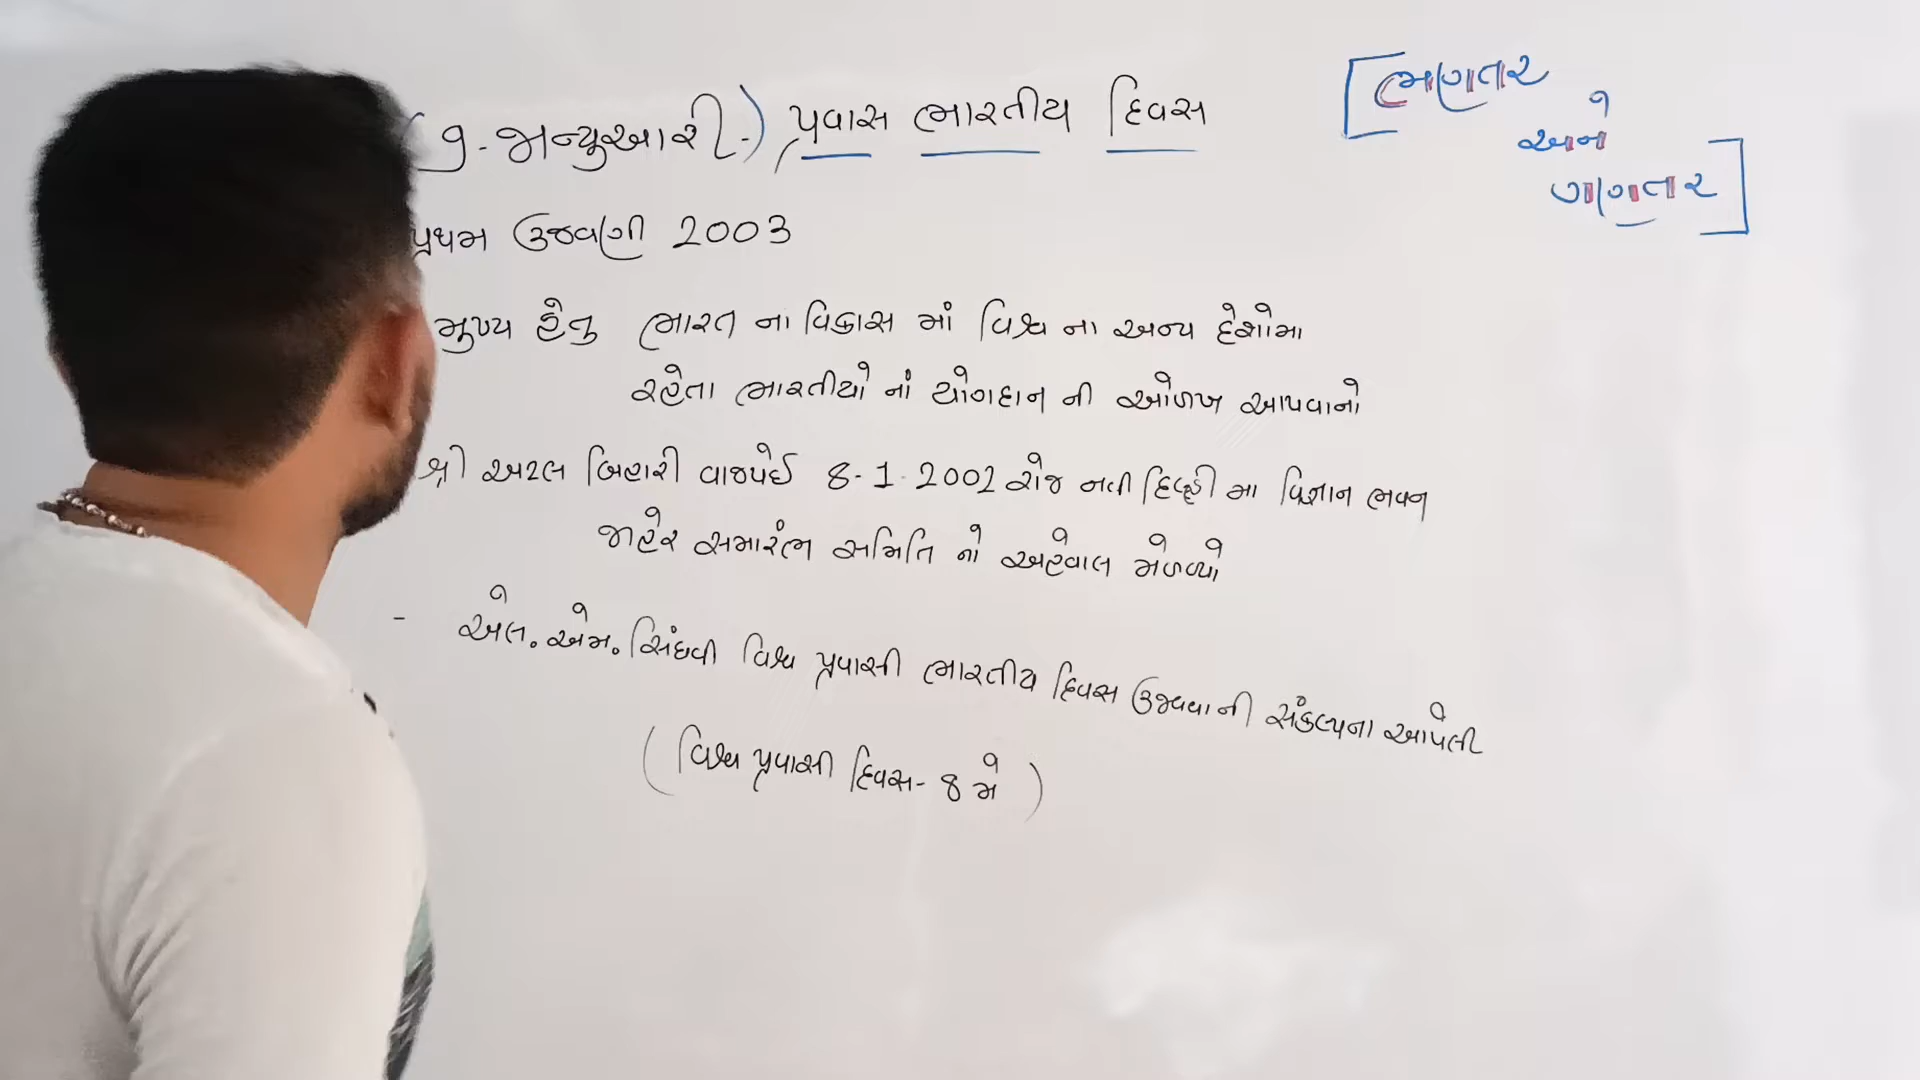 9-જાન્યુઆરી.) પ્રવાસ ભારતીય દિવસ
પ્રથમ ઉજવણી 2003
મુખ્ય હેતુ ભારત ના વિકાસ માં વિશ્વ ના અન્ય દેશોમા
રહેતા ભારતીયો નાં યોગદાન ની ઓળખ આપવાનો
શ્રી અટલ બિહારી વાજપેઈ 8-1-2002 રોજ નવી દિલ્હી મા વિજ્ઞાન ભવન
જાહેર સમારંભ સમિતિ નો અહેવાલ મેળવ્યો
- એલ. એમ. સિંઘવી વિશ્વ પ્રવાસી ભારતીય દિવસ ઉજવવાની સંકલ્પના આપેલી
(વિશ્વ પ્રવાસી દિવસ- 8 મે)
[ભણતર
અને
ગણતર]